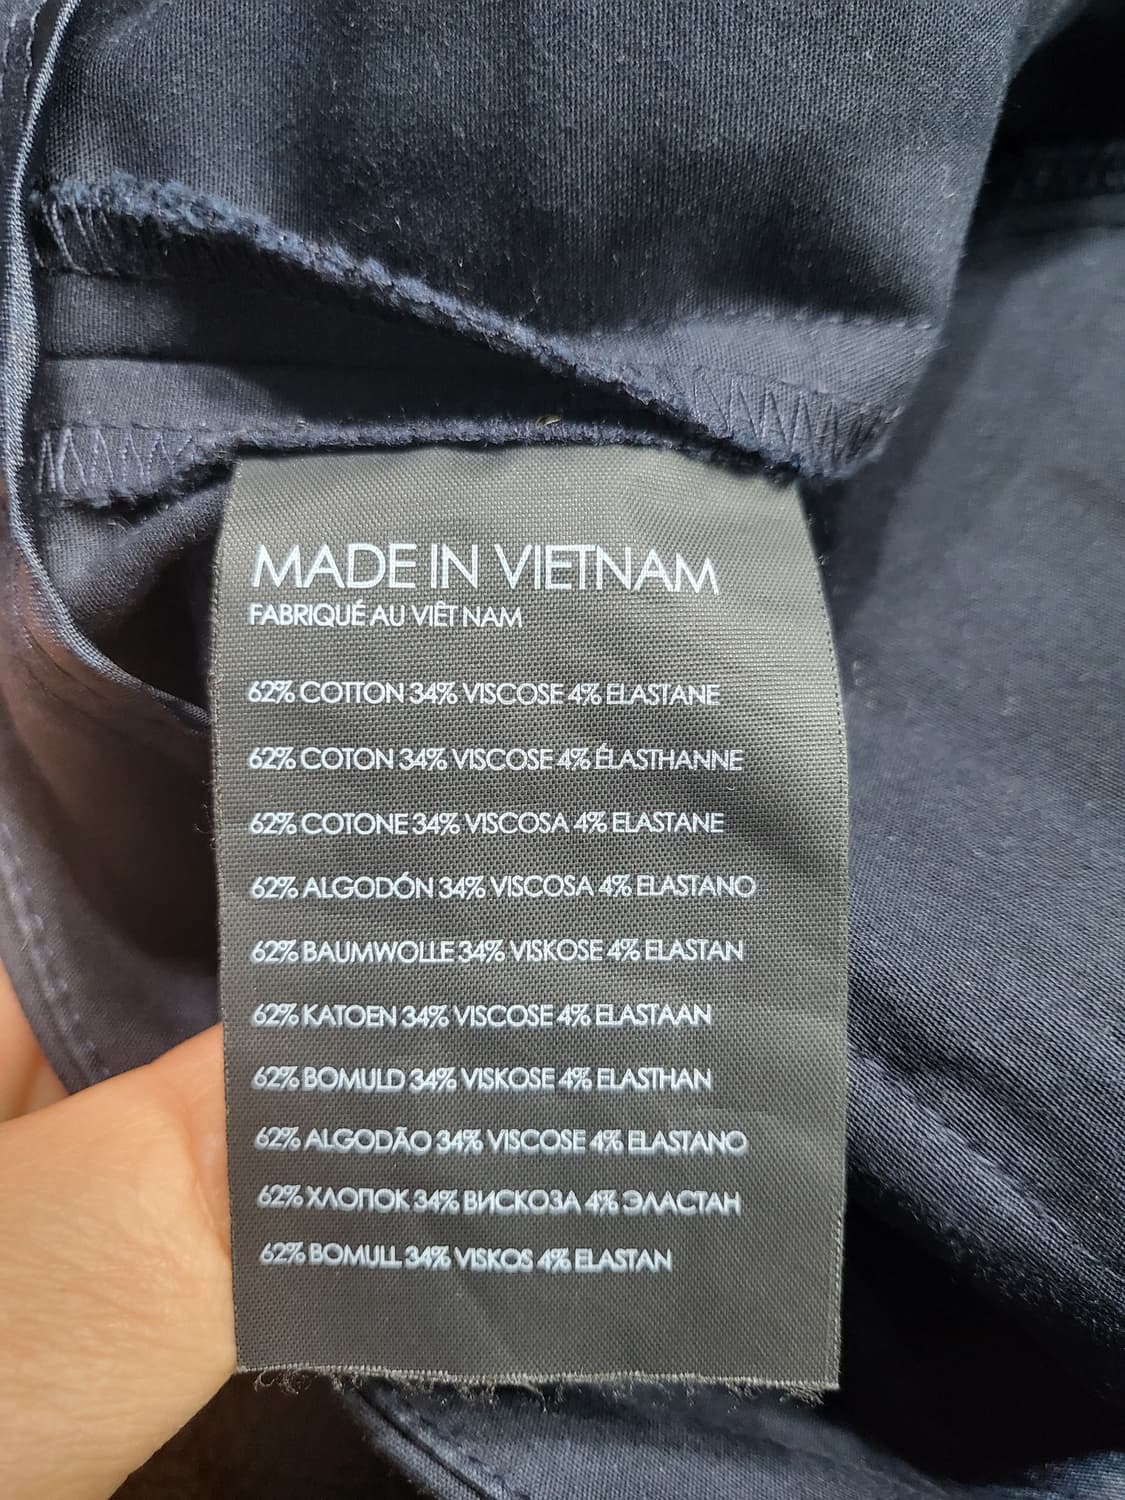 MADE IN VIETNAM
FABRIQUÉ AU VIÊT NAM
62% COTTON 34% VISCOSE 4% ELASTANE
62% COTON 34% VISCOSE 4% ÉLASTHANNE
62% COTONE 34% VISCOSA 4% ELASTANE
62% ALGODÓN 34% VISCOSA 4% ELASTANO
62% BAUMWOLLE 34% VISKOSE 4% ELASTAN
62% KATOEN 34% VISCOSE 4% ELASTAAN
62% BOMULD 34% VISKOSE 4% ELASTHAN
62% ALGODÃO 34% VISCOSE 4% ELASTANO
62% ХЛОПОК 34% ВИСКОЗА 4% ЭЛАСТАН
62% BOMULL 34% VISKOS 4% ELASTAN